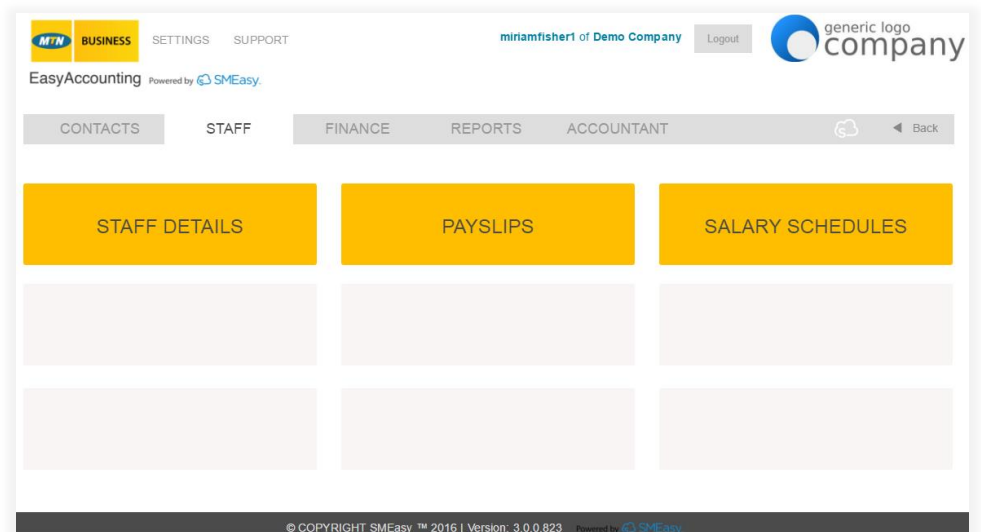 MTN BUSINESS SETTINGS SUPPORT
miriamfisher1 of Demo Company Logout
generic logo
company
EasyAccounting Powered by SMEasy.
CONTACTS STAFF FINANCE REPORTS ACCOUNTANT Back
STAFF DETAILS PAYSLIPS SALARY SCHEDULES
© COPYRIGHT SMEasy ™ 2016 | Version: 3.0.0.823 Powered by SMEasy.